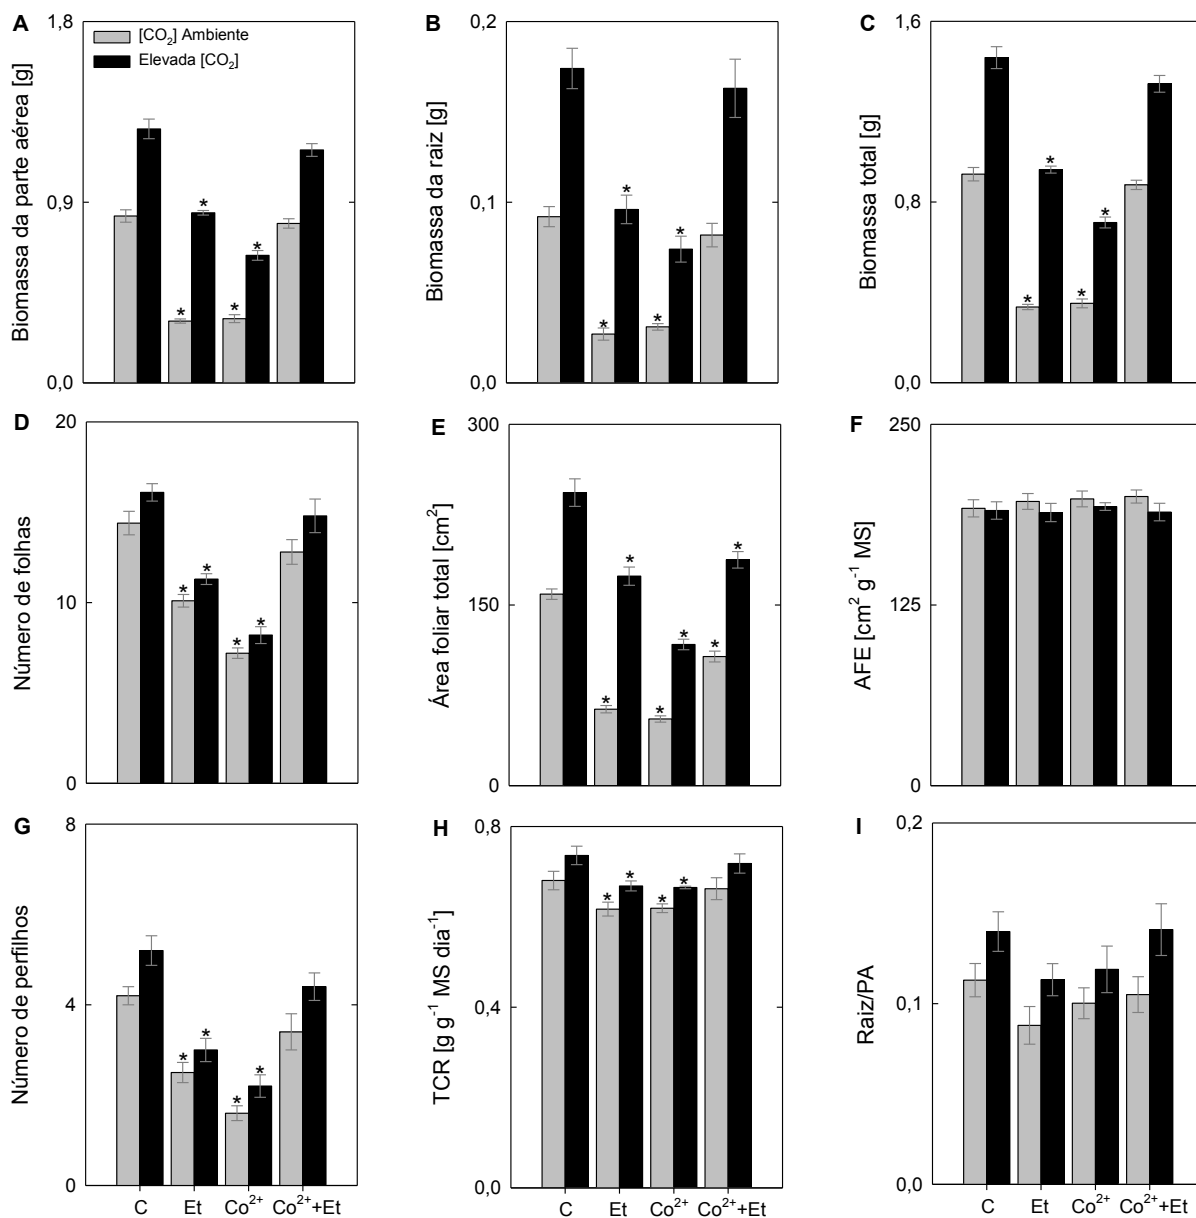 A
1,8
[CO₂] Ambiente
Elevada [CO₂]
Biomassa da parte aérea [g]
0,9
* * * *
0,0
B
0,2
Biomassa da raiz [g]
0,1
* * * *
0,0
C
1,6
Biomassa total [g]
0,8
* * * *
0,0
D
20
Número de folhas
10
* * * *
0
E
300
Área foliar total [cm²]
150
* * * * * *
0
F
250
AFE [cm² g⁻¹ MS]
125
0
G
8
Número de perfilhos
4
* * * *
0
C Et Co²⁺ Co²⁺+Et
H
0,8
TCR [g g⁻¹ MS dia⁻¹]
0,4
* * * *
0,0
C Et Co²⁺ Co²⁺+Et
I
0,2
Raiz/PA
0,1
0,0
C Et Co²⁺ Co²⁺+Et